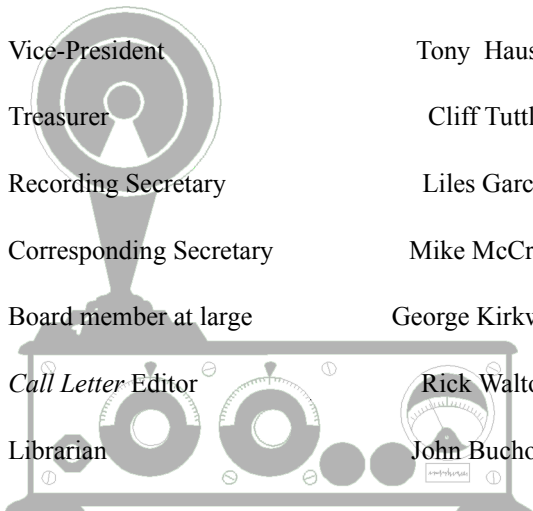 Vice-President Tony Haus
Treasurer Cliff Tuttl
Recording Secretary Liles Garc
Corresponding Secretary Mike McCr
Board member at large George Kirkw
Call Letter Editor Rick Walto
Librarian John Bucho